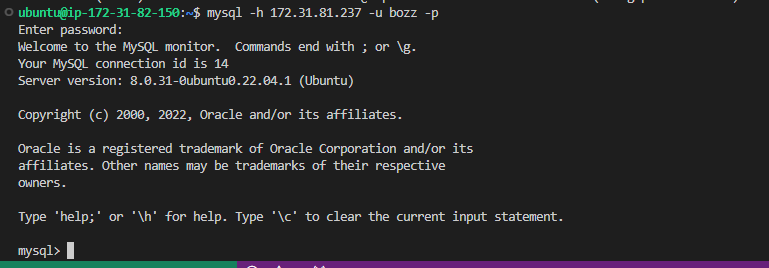 ubuntu@ip-172-31-82-150:~$ mysql -h 172.31.81.237 -u bozz -p
Enter password:
Welcome to the MySQL monitor.  Commands end with ; or \g.
Your MySQL connection id is 14
Server version: 8.0.31-0ubuntu0.22.04.1 (Ubuntu)
Copyright (c) 2000, 2022, Oracle and/or its affiliates.
Oracle is a registered trademark of Oracle Corporation and/or its
affiliates. Other names may be trademarks of their respective
owners.
Type 'help;' or '\h' for help. Type '\c' to clear the current input statement.
mysql>